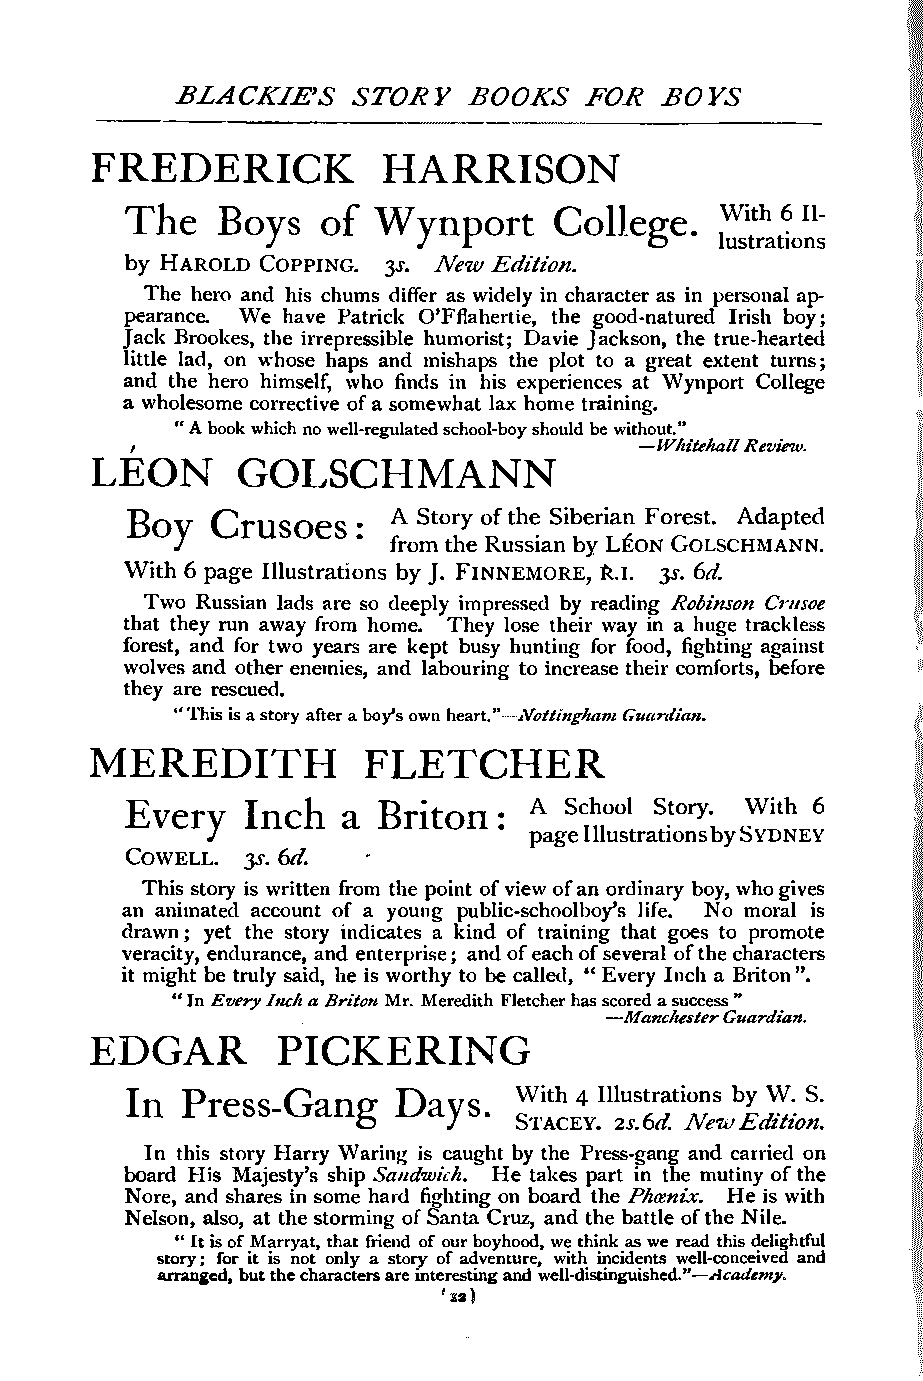 BLACKIE'S STORY BOOKS FOR BOYS
FREDERICK HARRISON
The Boys of Wynport College. With 6 Il-
lustrations
by HAROLD COPPING. 3s. New Edition.
The hero and his chums differ as widely in character as in personal ap-
pearance. We have Patrick O'Fflahertie, the good-natured Irish boy;
Jack Brookes, the irrepressible humorist; Davie Jackson, the true-hearted
little lad, on whose haps and mishaps the plot to a great extent turns;
and the hero himself, who finds in his experiences at Wynport College
a wholesome corrective of a somewhat lax home training.
"A book which no well-regulated school-boy should be without."
—Whitehall Review.
LÉON GOLSCHMANN
Boy Crusoes: A Story of the Siberian Forest. Adapted
from the Russian by LÉON GOLSCHMANN.
With 6 page Illustrations by J. FINNEMORE, R.I. 3s. 6d.
Two Russian lads are so deeply impressed by reading Robinson Crusoe
that they run away from home. They lose their way in a huge trackless
forest, and for two years are kept busy hunting for food, fighting against
wolves and other enemies, and labouring to increase their comforts, before
they are rescued.
"This is a story after a boy's own heart."—Nottingham Guardian.
MEREDITH FLETCHER
Every Inch a Briton: A School Story. With 6
page Illustrations by SYDNEY
COWELL. 3s. 6d.
This story is written from the point of view of an ordinary boy, who gives
an animated account of a young public-schoolboy's life. No moral is
drawn; yet the story indicates a kind of training that goes to promote
veracity, endurance, and enterprise; and of each of several of the characters
it might be truly said, he is worthy to be called, "Every Inch a Briton".
"In Every Inch a Briton Mr. Meredith Fletcher has scored a success"
—Manchester Guardian.
EDGAR PICKERING
In Press-Gang Days. With 4 Illustrations by W. S.
STACEY. 2s. 6d. New Edition.
In this story Harry Waring is caught by the Press-gang and carried on
board His Majesty's ship Sandwich. He takes part in the mutiny of the
Nore, and shares in some hard fighting on board the Phœnix. He is with
Nelson, also, at the storming of Santa Cruz, and the battle of the Nile.
"It is of Marryat, that friend of our boyhood, we think as we read this delightful
story; for it is not only a story of adventure, with incidents well-conceived and
arranged, but the characters are interesting and well-distinguished."—Academy.